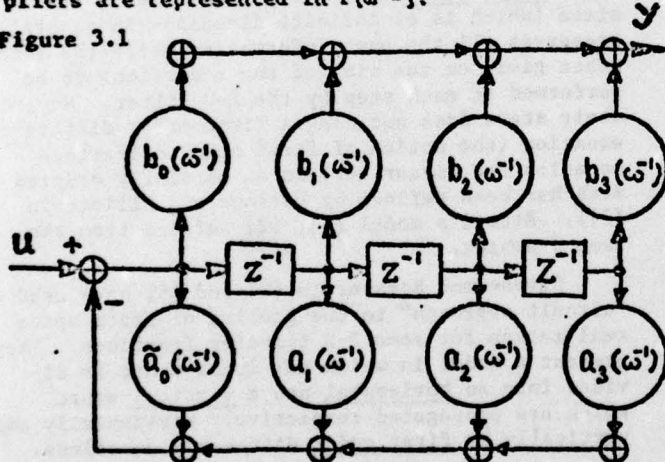 pliers are represented in F[ω⁻¹].
Figure 3.1
y
b₀(ω⁻¹) b₁(ω⁻¹) b₂(ω⁻¹) b₃(ω⁻¹)
u + z⁻¹ z⁻¹ z⁻¹
ã₀(ω⁻¹) a₁(ω⁻¹) a₂(ω⁻¹) a₃(ω⁻¹)